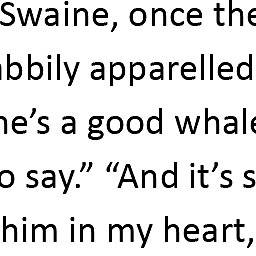 Swaine, once the
abbily apparelled
he's a good whale
o say.” “And it’s s
him in my heart,